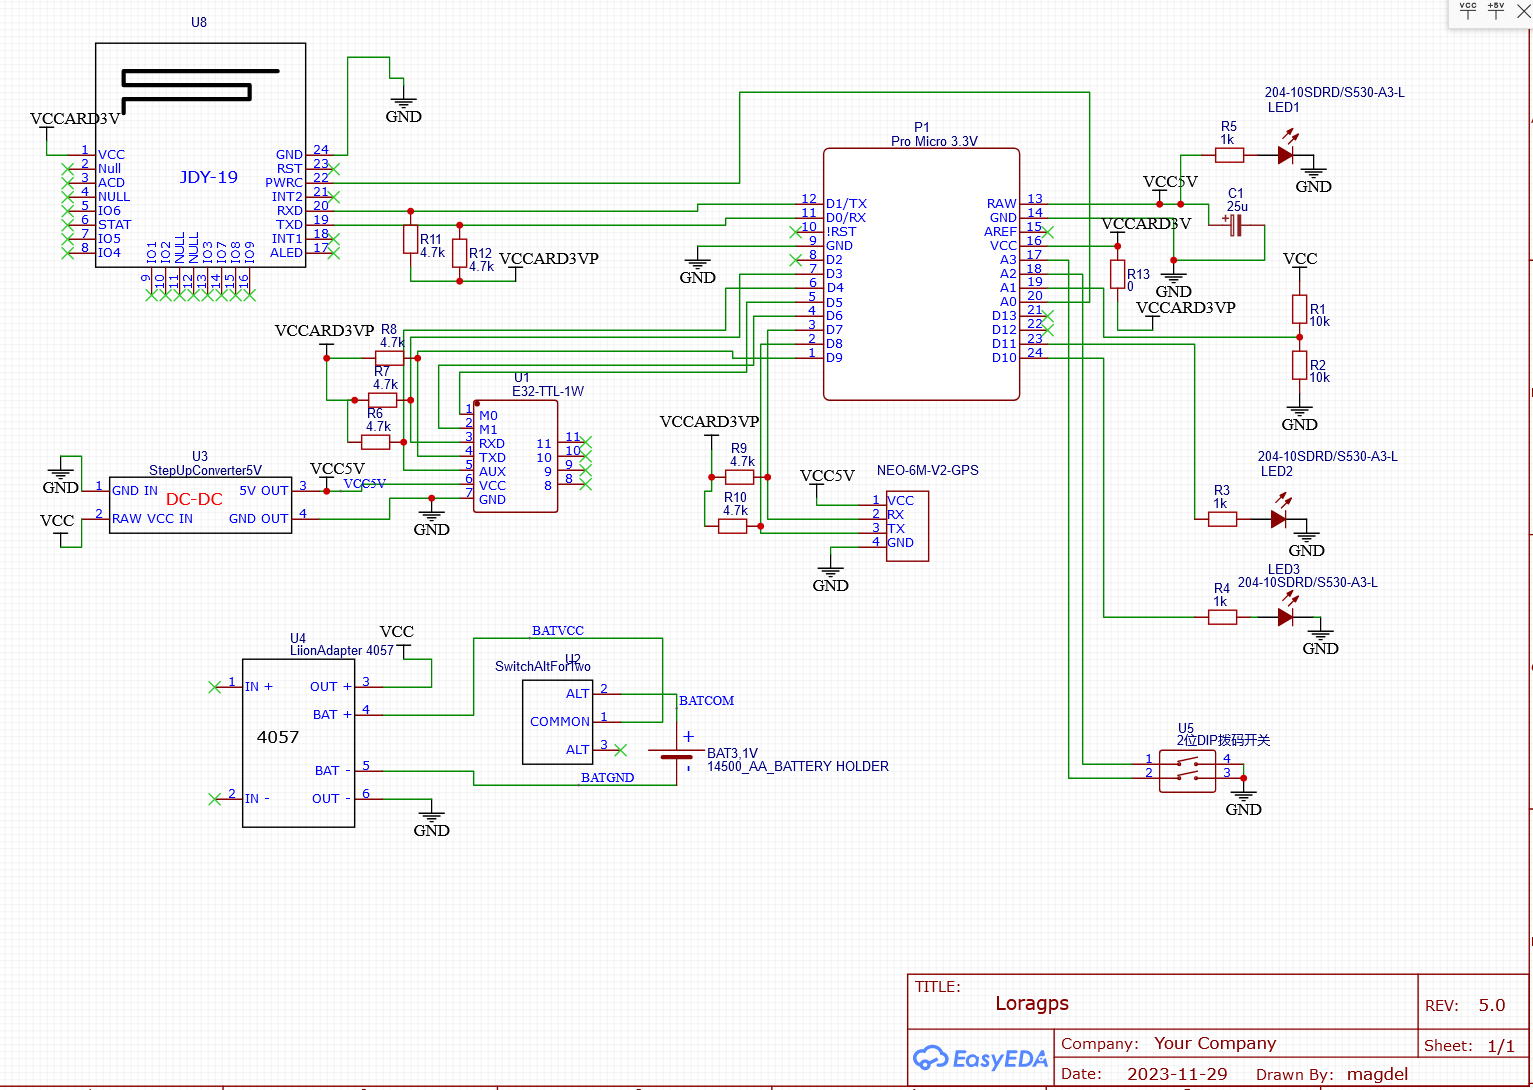 VCC +5V
U8
VCCARD3V
GND
JDY-19
1 VCC
2 Null
3 ACD
4 NULL
5 IO6
6 STAT
7 IO5
8 IO4
GND 24
RST 23
PWRC 22
INT2 21
RXD 20
TXD 19
INT1 18
ALED 17
IO1 IO2 NULL NULL IO3 IO7 IO8 IO9
9 10 11 12 13 14 15 16
R11
4.7k
R12
4.7k
VCCARD3VP
P1
Pro Micro 3.3V
12 D1/TX
11 D0/RX
10 !RST
9 GND
8 D2
7 D3
6 D4
5 D5
4 D6
3 D7
2 D8
1 D9
RAW 13
GND 14
AREF 15
VCC 16
A3 17
A2 18
A1 19
A0 20
D13 21
D12 22
D11 23
D10 24
GND
204-10SDRD/S530-A3-L
LED1
R5
1k
GND
VCC5V
C1
25u
+
VCCARD3V
R13
0
GND
VCCARD3VP
VCC
R1
10k
R2
10k
GND
VCCARD3VP
R8
4.7k
R7
4.7k
R6
4.7k
U1
E32-TTL-1W
1 M0
2 M1
3 RXD
4 TXD
5 AUX
6 VCC
7 GND
11 11
10 10
9 9
8 8
GND
U3
StepUpConverter5V
GND
1 GND IN
DC-DC
5V OUT 3
VCC
2 RAW VCC IN
GND OUT 4
VCC5V
VCC5V
VCCARD3VP
R9
4.7k
R10
4.7k
VCC5V
NEO-6M-V2-GPS
1 VCC
2 RX
3 TX
4 GND
GND
204-10SDRD/S530-A3-L
LED2
R3
1k
GND
LED3
204-10SDRD/S530-A3-L
R4
1k
GND
U4
LiionAdapter 4057
VCC
1 IN +
OUT + 3
BAT + 4
4057
BAT - 5
2 IN -
OUT - 6
GND
BATVCC
U2
SwitchAltForTwo
ALT 2
COMMON 1
ALT 3
BATCOM
+
-
BAT3,1V
14500_AA_BATTERY HOLDER
BATGND
U5
2位DIP拨码开关
1 4
2 3
GND
TITLE:
Loragps
REV: 5.0
EasyEDA
Company: Your Company
Sheet: 1/1
Date: 2023-11-29 Drawn By: magdel